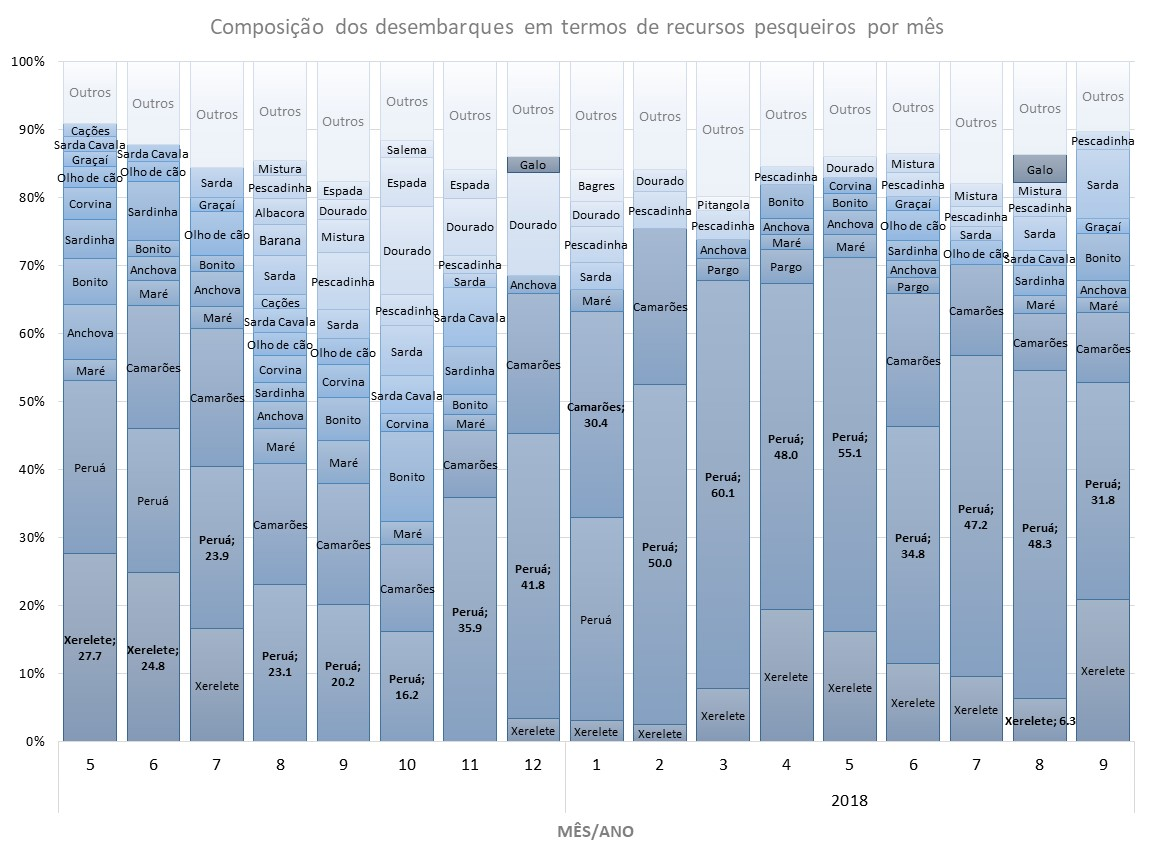 Composição dos desembarques em termos de recursos pesqueiros por mês
100%
90%
80%
70%
60%
50%
40%
30%
20%
10%
0%
Outros
Cações
Sarda Cavala
Graçaí
Olho de cão
Corvina
Sardinha
Bonito
Anchova
Maré
Peruá
Xerelete;
27.7
Outros
Sarda Cavala
Olho de cão
Sardinha
Bonito
Anchova
Maré
Camarões
Peruá
Xerelete;
24.8
Outros
Sarda
Graçaí
Olho de cão
Bonito
Anchova
Maré
Camarões
Peruá;
23.9
Xerelete
Outros
Mistura
Pescadinha
Albacora
Barana
Sarda
Cações
Sarda Cavala
Olho de cão
Corvina
Sardinha
Anchova
Maré
Camarões
Peruá;
23.1
Outros
Espada
Dourado
Mistura
Pescadinha
Sarda
Olho de cão
Corvina
Bonito
Maré
Camarões
Peruá;
20.2
Outros
Salema
Espada
Dourado
Pescadinha
Sarda
Sarda Cavala
Corvina
Bonito
Maré
Camarões
Peruá;
16.2
Outros
Espada
Dourado
Pescadinha
Sarda
Sarda Cavala
Sardinha
Bonito
Maré
Camarões
Peruá;
35.9
Outros
Galo
Dourado
Anchova
Camarões
Peruá;
41.8
Xerelete
Outros
Bagres
Dourado
Pescadinha
Sarda
Maré
Camarões;
30.4
Peruá
Xerelete
Outros
Dourado
Pescadinha
Camarões
Peruá;
50.0
Xerelete
Outros
Pitangola
Pescadinha
Anchova
Pargo
Peruá;
60.1
Xerelete
Outros
Pescadinha
Bonito
Anchova
Maré
Pargo
Peruá;
48.0
Xerelete
Outros
Dourado
Corvina
Bonito
Anchova
Maré
Peruá;
55.1
Xerelete
Outros
Mistura
Pescadinha
Graçaí
Olho de cão
Sardinha
Anchova
Pargo
Camarões
Peruá;
34.8
Xerelete
Outros
Mistura
Pescadinha
Sarda
Olho de cão
Camarões
Peruá;
47.2
Xerelete
Outros
Galo
Mistura
Pescadinha
Sarda
Sarda Cavala
Sardinha
Maré
Camarões
Peruá;
48.3
Xerelete; 6.3
Outros
Pescadinha
Sarda
Graçaí
Bonito
Anchova
Maré
Camarões
Peruá;
31.8
Xerelete
5 6 7 8 9 10 11 12 1 2 3 4 5 6 7 8 9
2018
MÊS/ANO